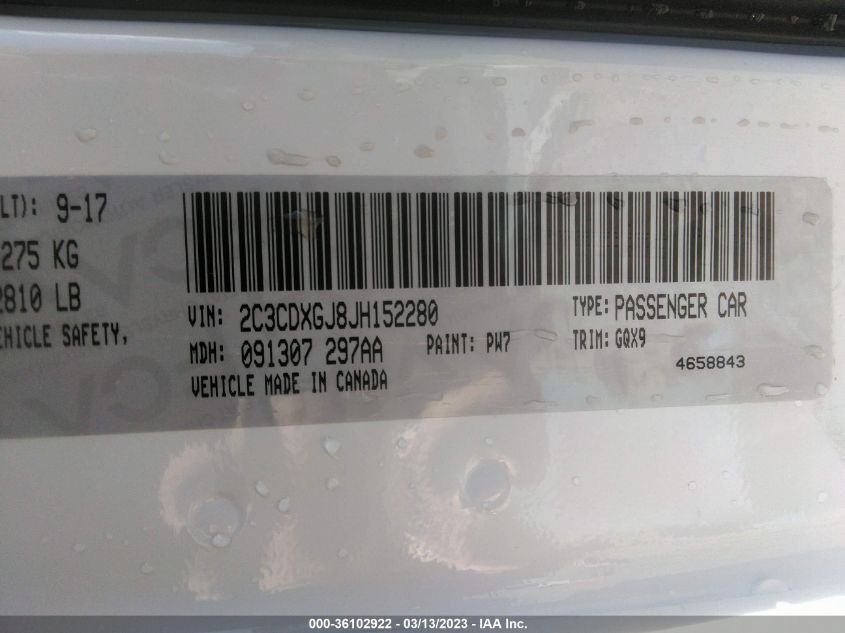 LT): 9-17
275 KG
2810 LB
EHICLE SAFETY,
VIN: 2C3CDXGJ8JH152280
TYPE: PASSENGER CAR
MDH: 091307 297AA
PAINT: PW7
TRIM: GQX9
VEHICLE MADE IN CANADA
4658843
000-36102922 - 03/13/2023 - IAA Inc.